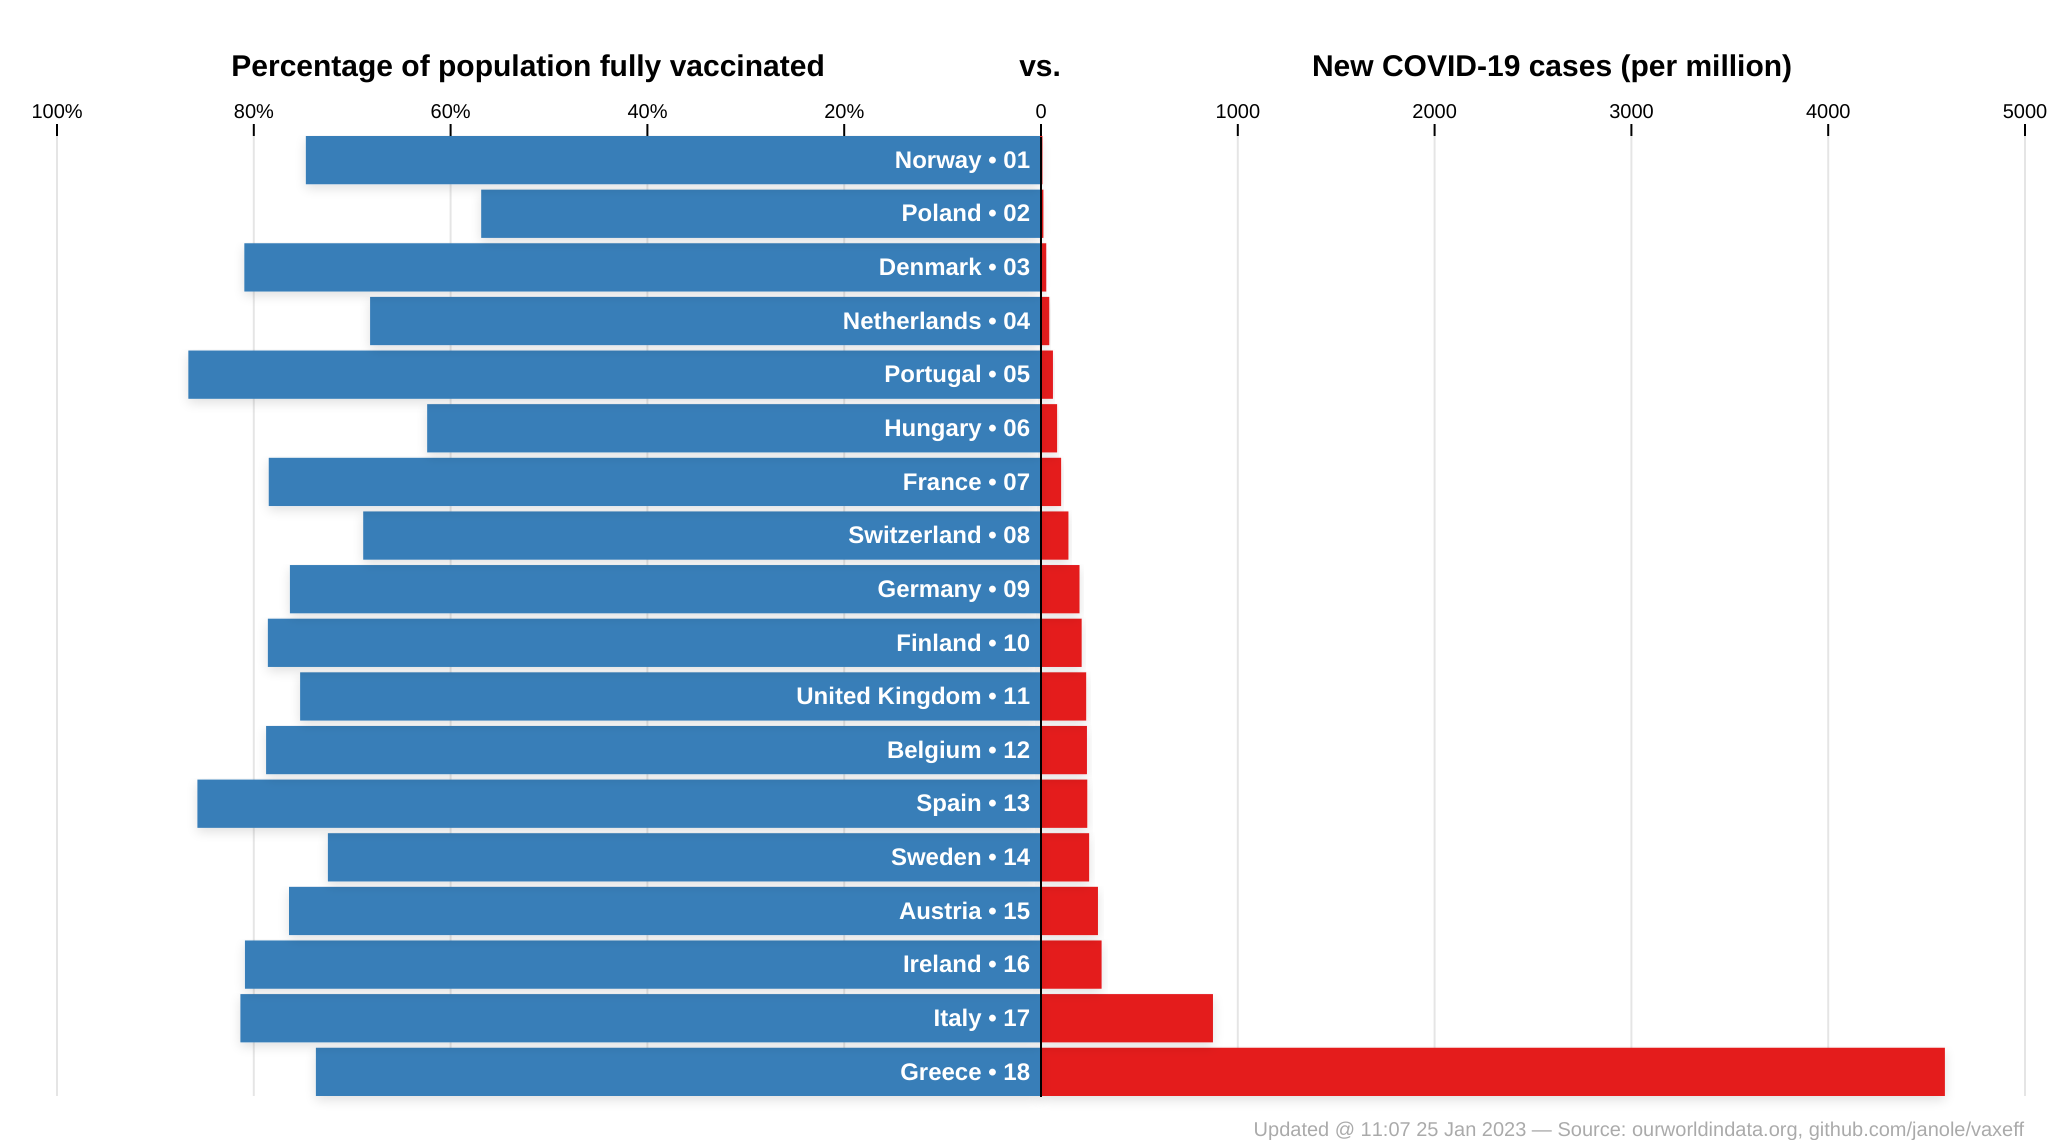 Percentage of population fully vaccinated vs. New COVID-19 cases (per million)
100% 80% 60% 40% 20% 0 1000 2000 3000 4000 5000
Norway • 01
Poland • 02
Denmark • 03
Netherlands • 04
Portugal • 05
Hungary • 06
France • 07
Switzerland • 08
Germany • 09
Finland • 10
United Kingdom • 11
Belgium • 12
Spain • 13
Sweden • 14
Austria • 15
Ireland • 16
Italy • 17
Greece • 18
Updated @ 11:07 25 Jan 2023 — Source: ourworldindata.org, github.com/janole/vaxeff